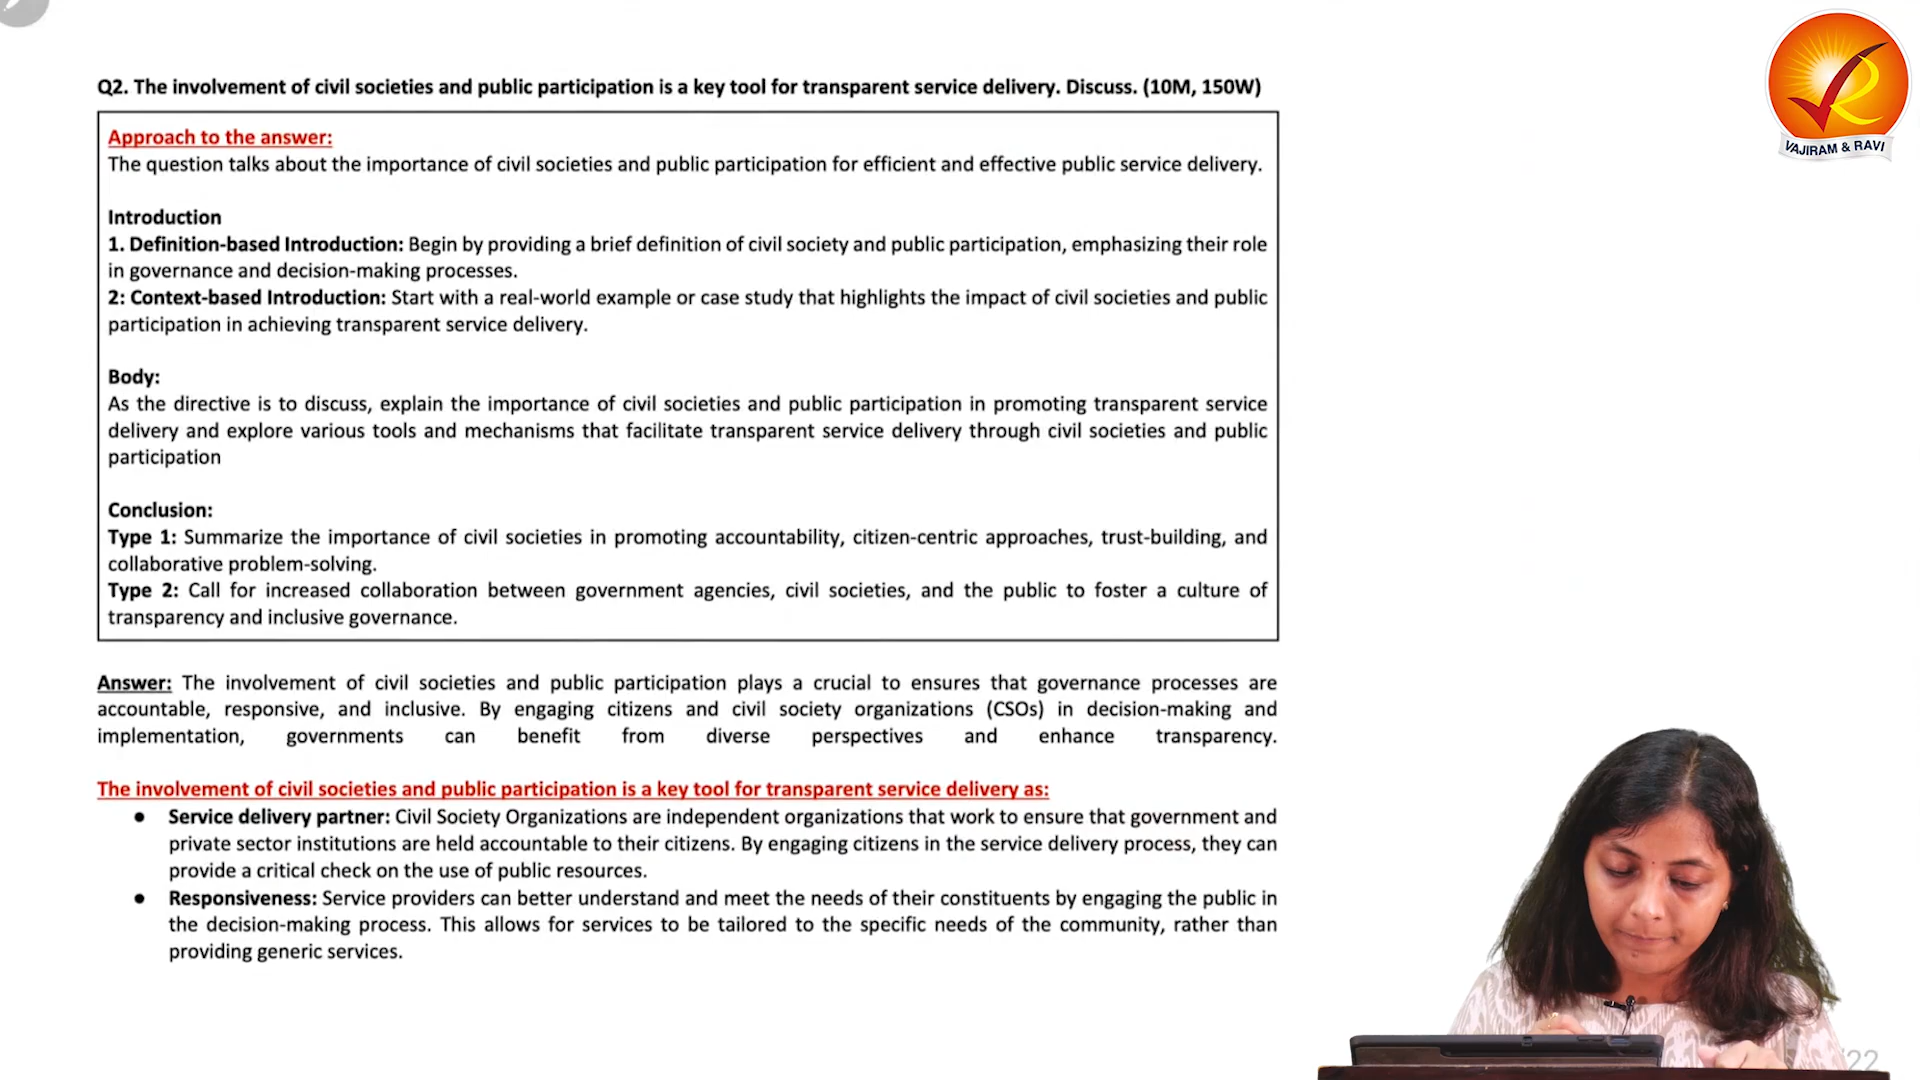 Q2. The involvement of civil societies and public participation is a key tool for transparent service delivery. Discuss. (10M, 150W)
VAJIRAM & RAVI
Approach to the answer:
The question talks about the importance of civil societies and public participation for efficient and effective public service delivery.
Introduction
1. Definition-based Introduction: Begin by providing a brief definition of civil society and public participation, emphasizing their role
in governance and decision-making processes.
2: Context-based Introduction: Start with a real-world example or case study that highlights the impact of civil societies and public
participation in achieving transparent service delivery.
Body:
As the directive is to discuss, explain the importance of civil societies and public participation in promoting transparent service
delivery and explore various tools and mechanisms that facilitate transparent service delivery through civil societies and public
participation
Conclusion:
Type 1: Summarize the importance of civil societies in promoting accountability, citizen-centric approaches, trust-building, and
collaborative problem-solving.
Type 2: Call for increased collaboration between government agencies, civil societies, and the public to foster a culture of
transparency and inclusive governance.
Answer: The involvement of civil societies and public participation plays a crucial to ensures that governance processes are
accountable, responsive, and inclusive. By engaging citizens and civil society organizations (CSOs) in decision-making and
implementation, governments can benefit from diverse perspectives and enhance transparency.
The involvement of civil societies and public participation is a key tool for transparent service delivery as:
● Service delivery partner: Civil Society Organizations are independent organizations that work to ensure that government and
private sector institutions are held accountable to their citizens. By engaging citizens in the service delivery process, they can
provide a critical check on the use of public resources.
● Responsiveness: Service providers can better understand and meet the needs of their constituents by engaging the public in
the decision-making process. This allows for services to be tailored to the specific needs of the community, rather than
providing generic services.
/22